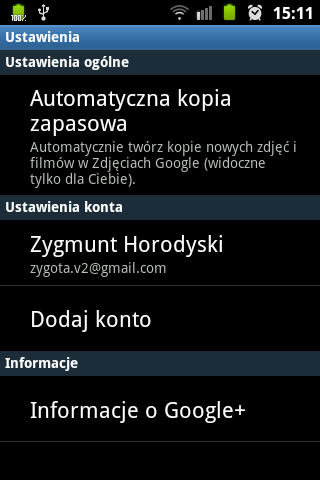 100%
15:11
Ustawienia
Ustawienia ogólne
Automatyczna kopia
zapasowa
Automatycznie twórz kopie nowych zdjęć i
filmów w Zdjęciach Google (widoczne
tylko dla Ciebie).
Ustawienia konta
Zygmunt Horodyski
zygota.v2@gmail.com
Dodaj konto
Informacje
Informacje o Google+